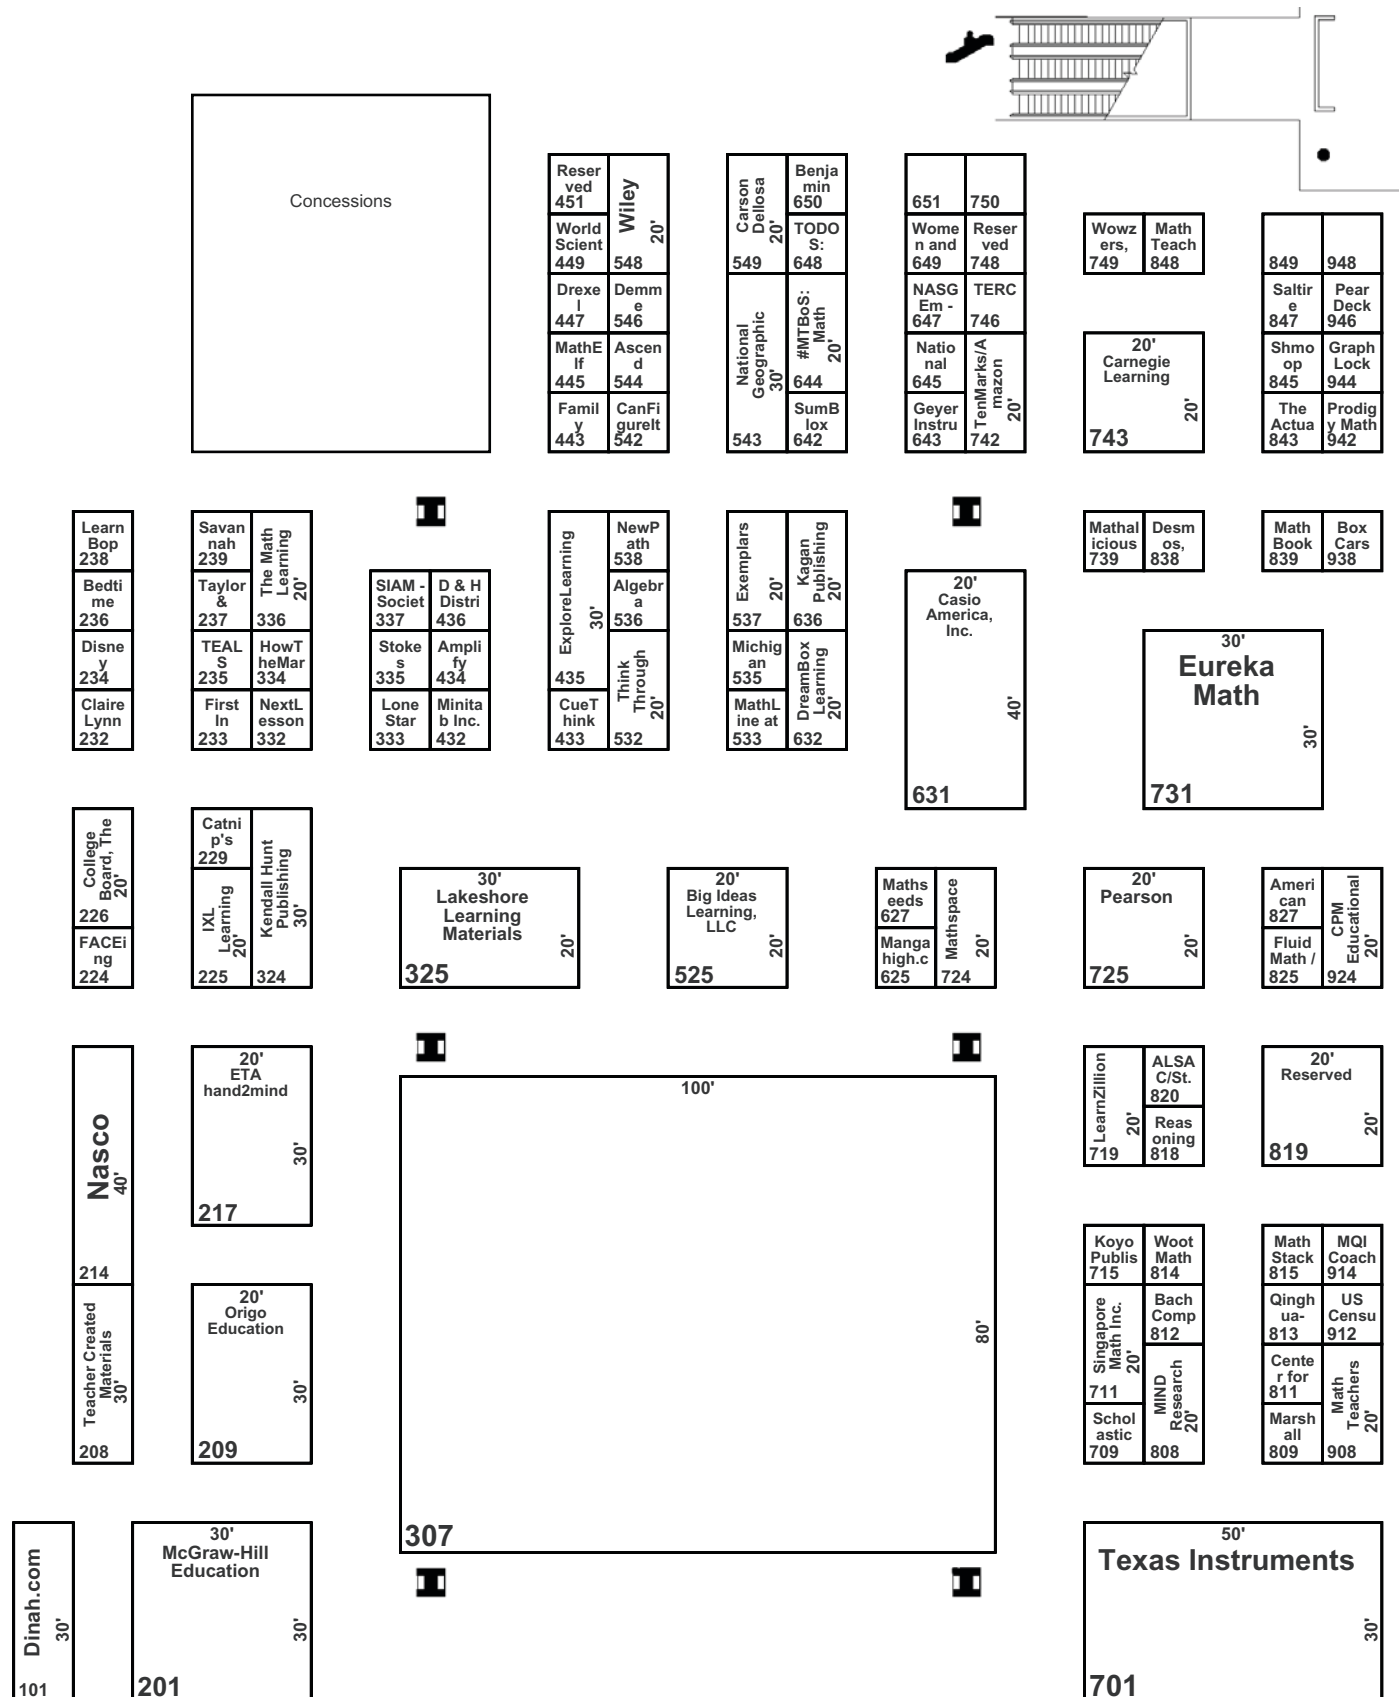 Concessions
Reser
ved
451
Wiley
20'
548
World
Scient
449
Drexe
l
447
Demm
e
546
MathE
lf
445
Ascen
d
544
Famil
y
443
CanFi
gureIt
542
Carson
Dellosa
20'
549
Benja
min
650
TODO
S:
648
National
Geographic
30'
543
#MTBoS:
Math
20'
644
SumB
lox
642
651
750
Wome
n and
649
Reser
ved
748
NASG
Em -
647
TERC
746
Natio
nal
645
TenMarks/A
mazon
20'
742
Geyer
Instru
643
Wowz
ers,
749
Math
Teach
848
20'
Carnegie
Learning
20'
743
849
948
Saltir
e
847
Pear
Deck
946
Shmo
op
845
Graph
Lock
944
The
Actua
843
Prodig
y Math
942
Learn
Bop
238
Bedti
me
236
Disne
y
234
Claire
Lynn
232
Savan
nah
239
The Math
Learning
20'
336
Taylor
&
237
TEAL
S
235
HowT
heMar
334
First
In
233
NextL
esson
332
SIAM -
Societ
337
D & H
Distri
436
Stoke
s
335
Ampli
fy
434
Lone
Star
333
Minita
b Inc.
432
ExploreLearning
30'
435
NewP
ath
538
Algebr
a
536
CueT
hink
433
Think
Through
20'
532
Exemplars
20'
537
Kagan
Publishing
20'
636
Michig
an
535
DreamBox
Learning
20'
632
MathL
ine at
533
20'
Casio
America,
Inc.
40'
631
Mathal
icious
739
Desm
os,
838
Math
Book
839
Box
Cars
938
30'
Eureka
Math
30'
731
College
Board, The
20'
226
FACEi
ng
224
Catni
p's
229
Kendall Hunt
Publishing
30'
324
IXL
Learning
20'
225
30'
Lakeshore
Learning
Materials
20'
325
20'
Big Ideas
Learning,
LLC
20'
525
Maths
eeds
627
Manga
high.c
625
Mathspace
20'
724
20'
Pearson
20'
725
Ameri
can
827
Fluid
Math /
825
CPM
Educational
20'
924
Nasco
40'
214
20'
ETA
hand2mind
30'
217
100'
80'
307
LearnZillion
20'
719
ALSA
C/St.
820
Reas
oning
818
20'
Reserved
20'
819
Teacher Created
Materials
30'
208
20'
Origo
Education
30'
209
Koyo
Publis
715
Woot
Math
814
Singapore
Math Inc.
20'
711
Bach
Comp
812
Schol
astic
709
MIND
Research
20'
808
Math
Stack
815
MQI
Coach
914
Qingh
ua-
813
US
Censu
912
Cente
r for
811
Math
Teachers
20'
908
Marsh
all
809
Dinah.com
30'
101
30'
McGraw-Hill
Education
30'
201
50'
Texas Instruments
30'
701